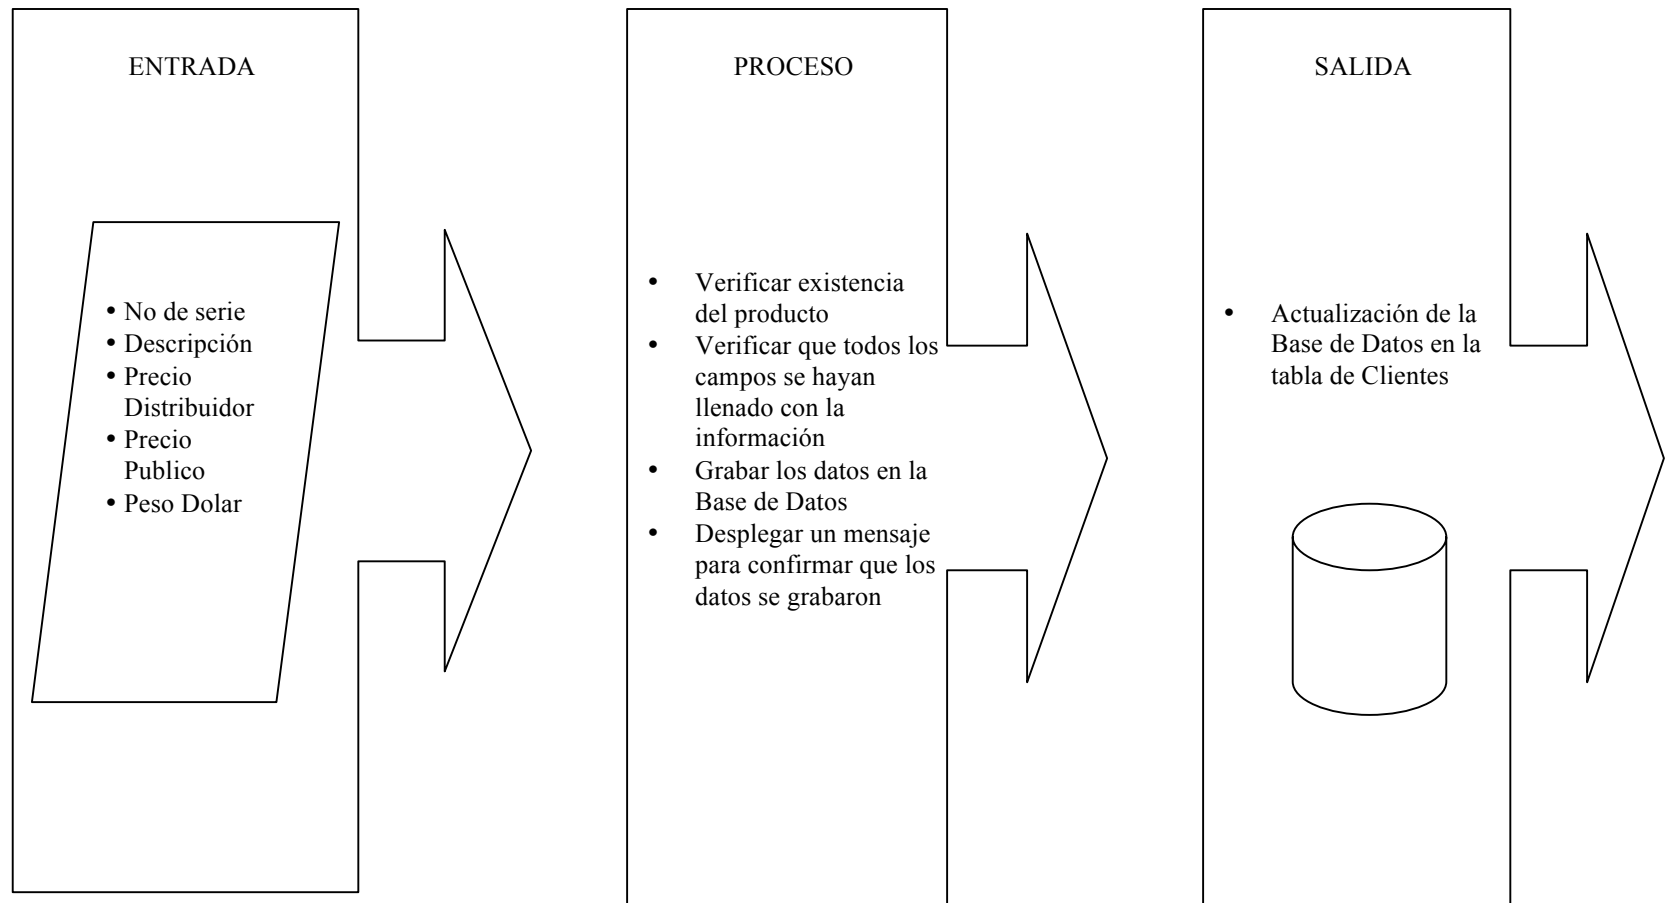 ENTRADA
• No de serie
• Descripción
• Precio
Distribuidor
• Precio
Publico
• Peso Dolar
PROCESO
• Verificar existencia
del producto
• Verificar que todos los
campos se hayan
llenado con la
información
• Grabar los datos en la
Base de Datos
• Desplegar un mensaje
para confirmar que los
datos se grabaron
SALIDA
• Actualización de la
Base de Datos en la
tabla de Clientes